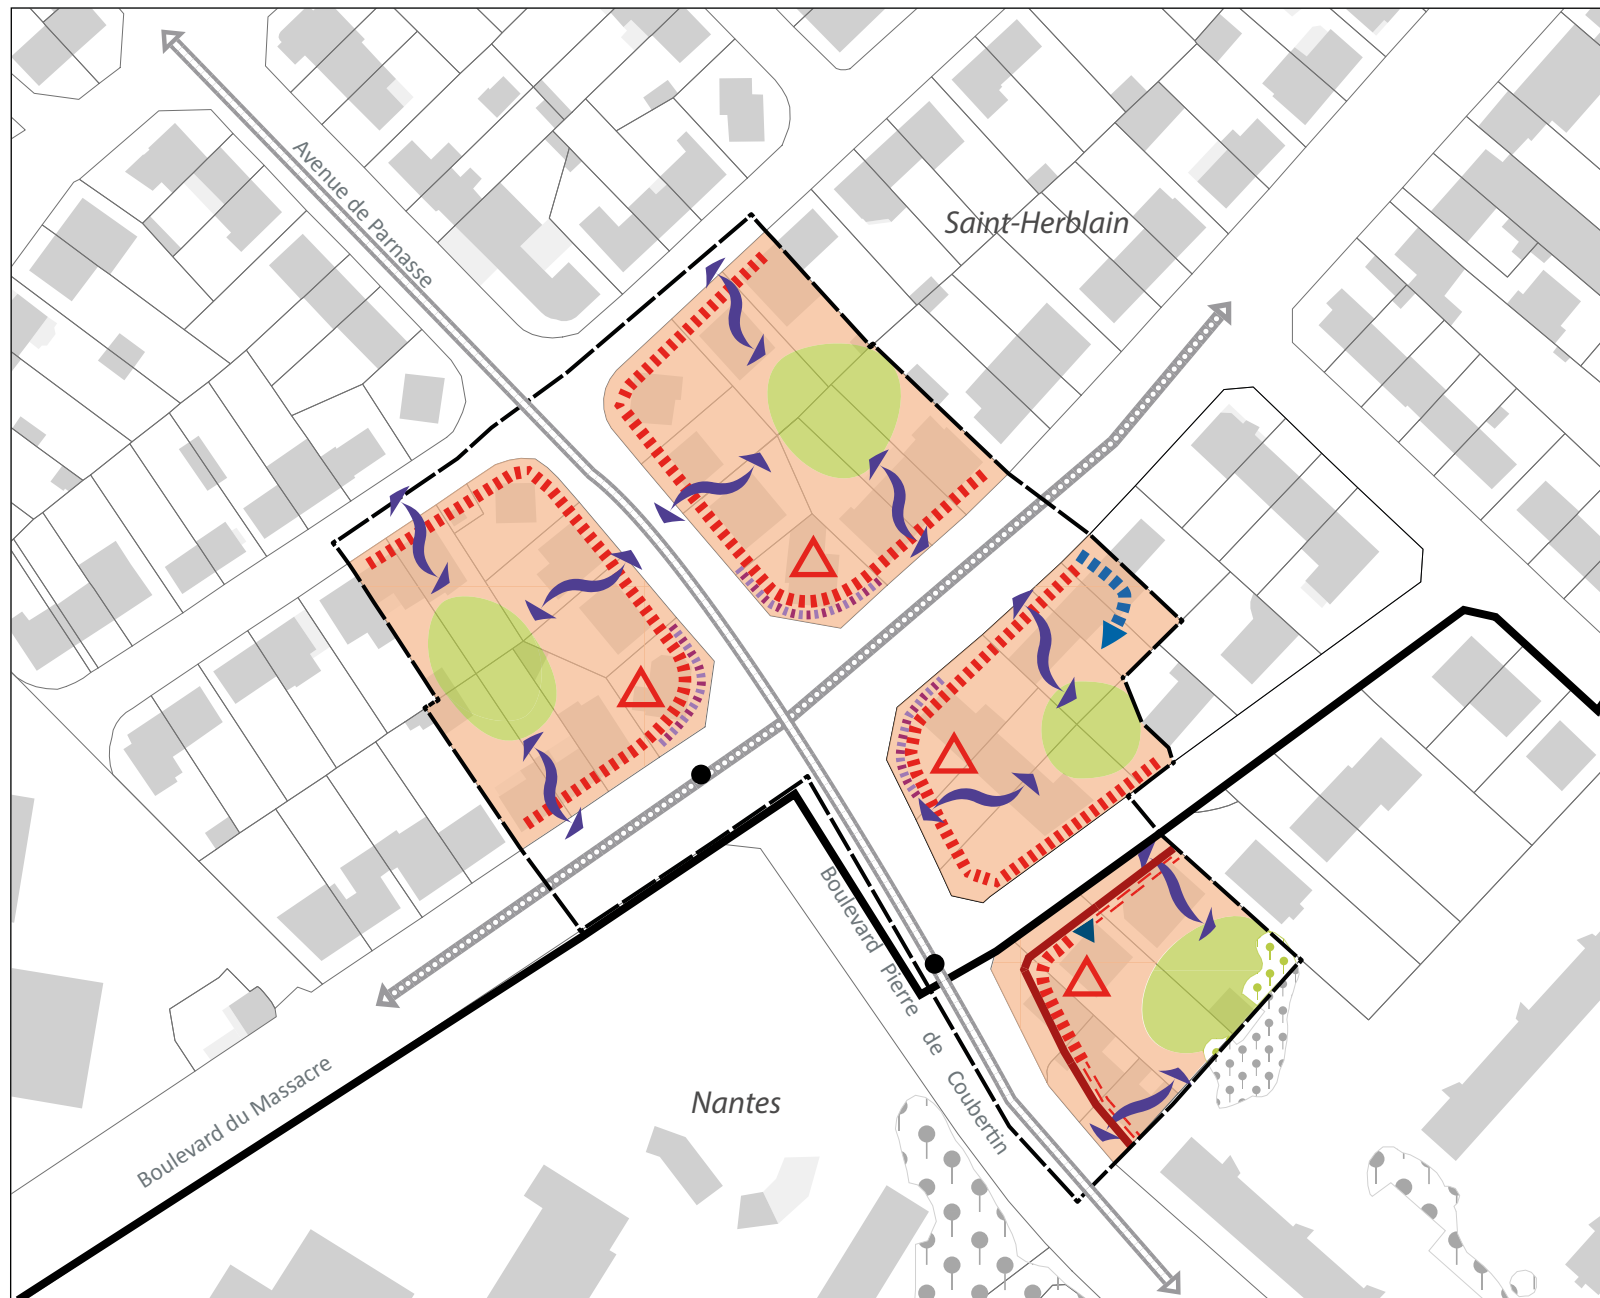 Avenue de Parnasse
Saint-Herblain
Boulevard Pierre de Coubertin
Boulevard du Massacre
Nantes